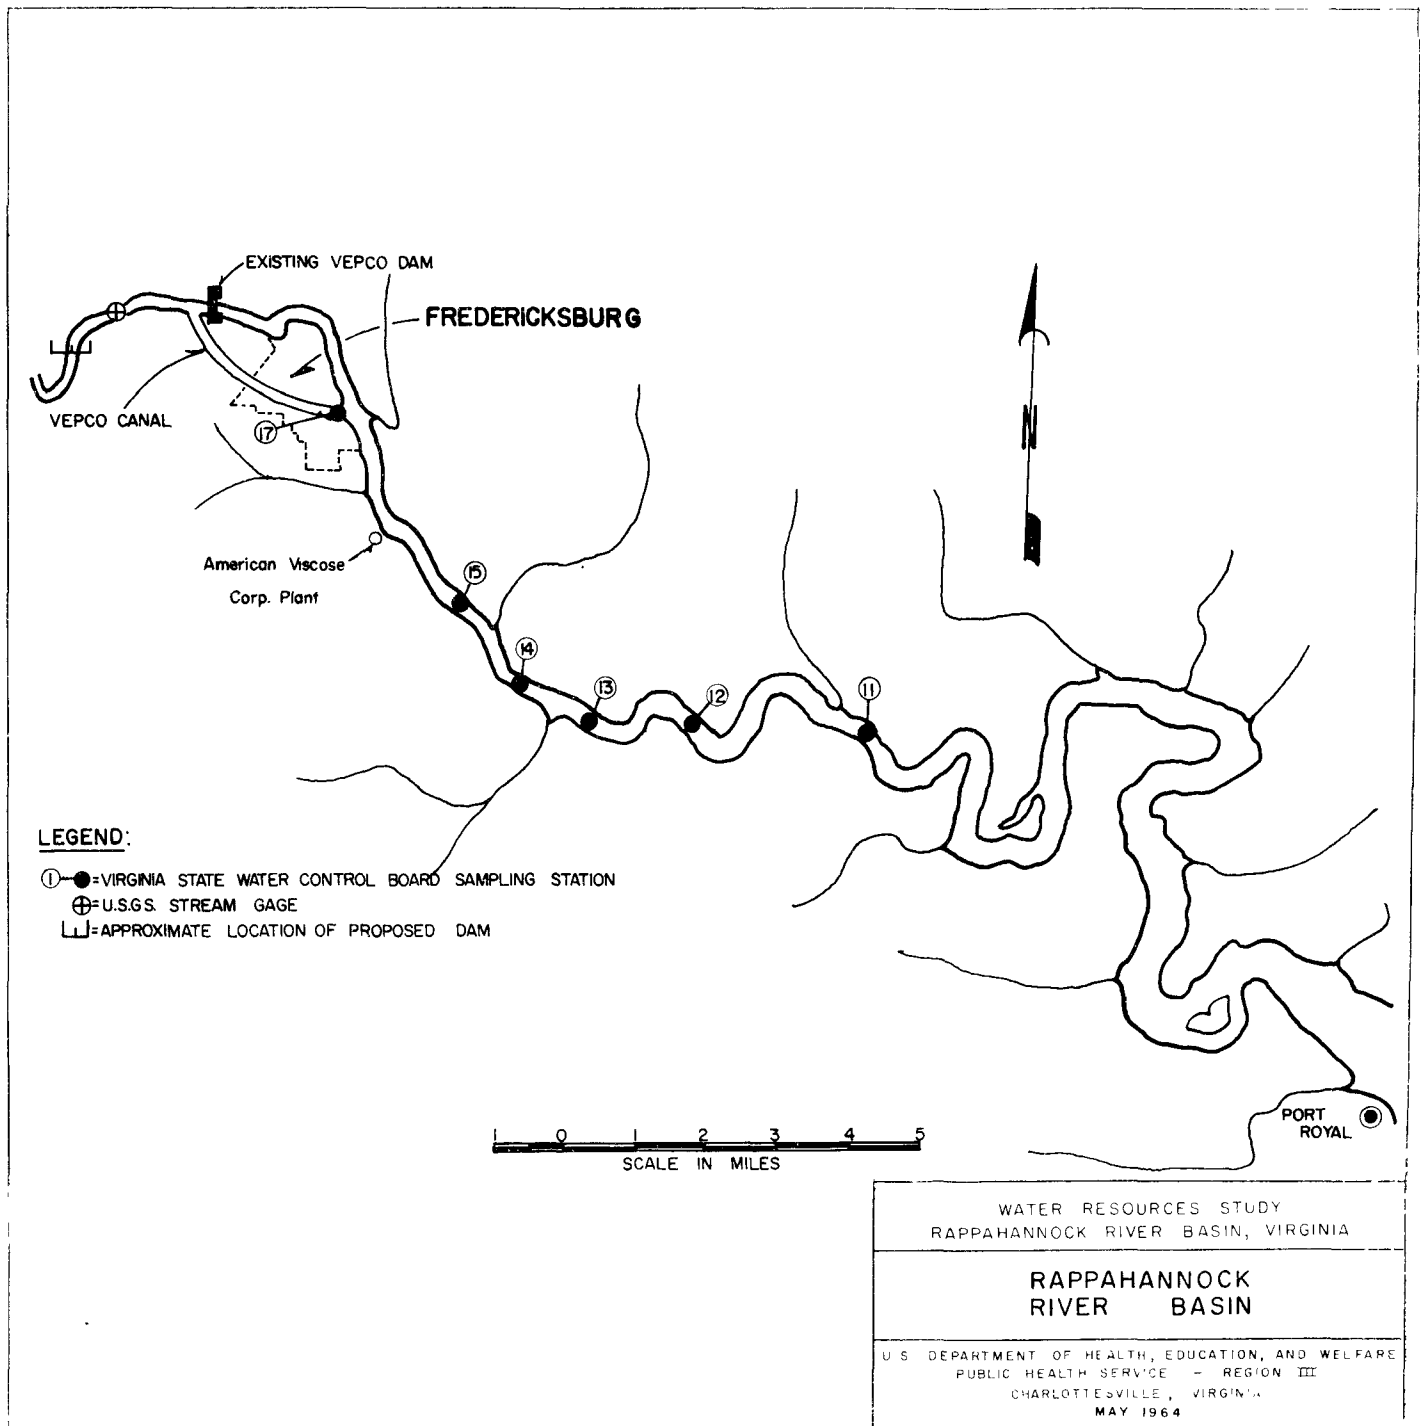 EXISTING VEPCO DAM
FREDERICKSBURG
VEPCO CANAL
17
American Viscose
Corp. Plant
15
14
13
12
11
N
LEGEND:
1 =VIRGINIA STATE WATER CONTROL BOARD SAMPLING STATION
=U.S.G.S. STREAM GAGE
=APPROXIMATE LOCATION OF PROPOSED DAM
1 0 1 2 3 4 5
SCALE IN MILES
PORT
ROYAL
WATER RESOURCES STUDY
RAPPAHANNOCK RIVER BASIN, VIRGINIA
RAPPAHANNOCK
RIVER BASIN
U S DEPARTMENT OF HEALTH, EDUCATION, AND WELFARE
PUBLIC HEALTH SERVICE – REGION III
CHARLOTTESVILLE, VIRGINIA
MAY 1964